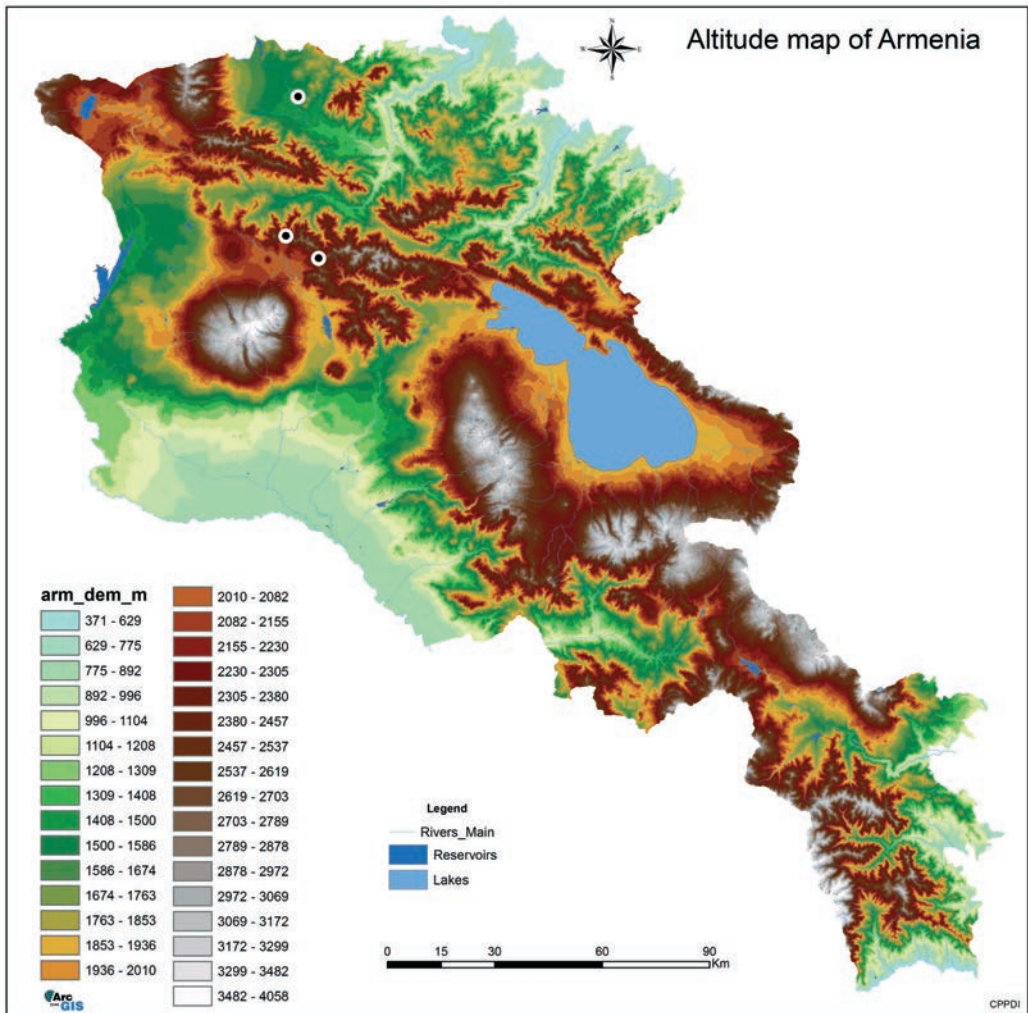 Altitude map of Armenia
N
W E
S
arm_dem_m
371 - 629
629 - 775
775 - 892
892 - 996
996 - 1104
1104 - 1208
1208 - 1309
1309 - 1408
1408 - 1500
1500 - 1586
1586 - 1674
1674 - 1763
1763 - 1853
1853 - 1936
1936 - 2010
2010 - 2082
2082 - 2155
2155 - 2230
2230 - 2305
2305 - 2380
2380 - 2457
2457 - 2537
2537 - 2619
2619 - 2703
2703 - 2789
2789 - 2878
2878 - 2972
2972 - 3069
3069 - 3172
3172 - 3299
3299 - 3482
3482 - 4058
Legend
Rivers_Main
Reservoirs
Lakes
0 15 30 60 90
Km
Arc
GIS
CPPDI